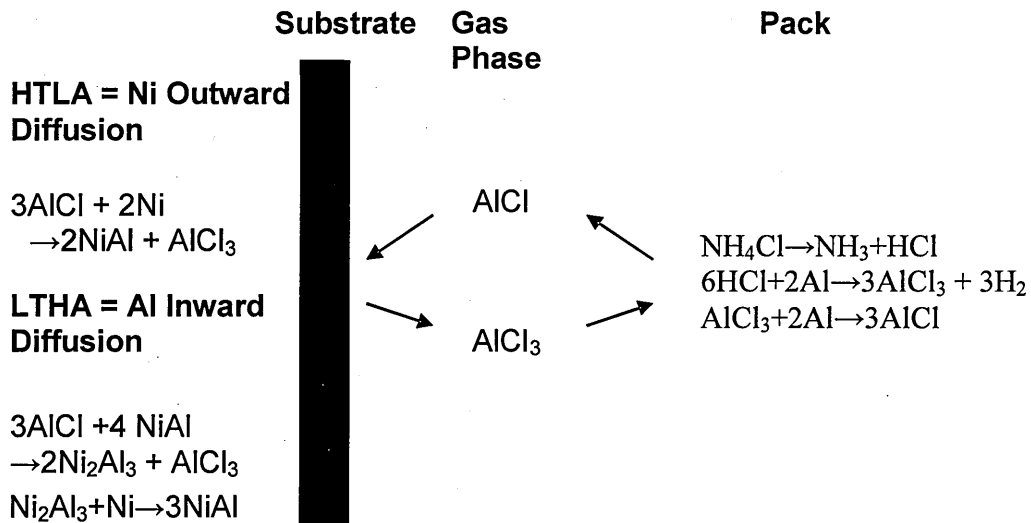 Substrate Gas Phase Pack
HTLA = Ni Outward
Diffusion
3AlCl + 2Ni
→2NiAl + AlCl₃
LTHA = Al Inward
Diffusion
3AlCl +4 NiAl
→2Ni₂Al₃ + AlCl₃
Ni₂Al₃+Ni→3NiAl
AlCl
AlCl₃
NH₄Cl→NH₃+HCl
6HCl+2Al→3AlCl₃ + 3H₂
AlCl₃+2Al→3AlCl